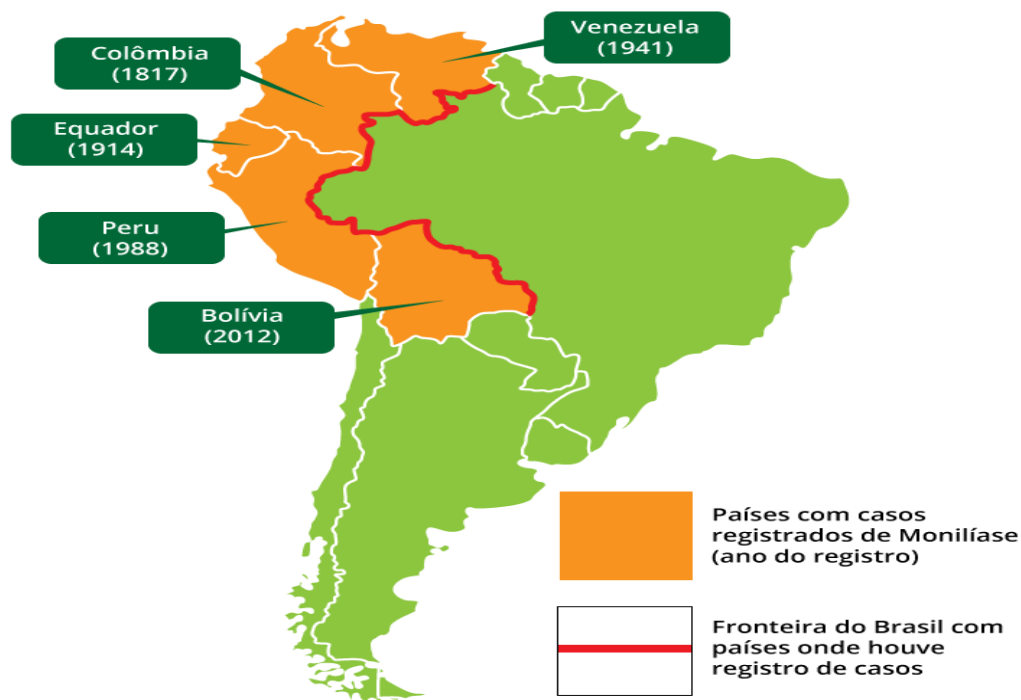 Venezuela
(1941)
Colômbia
(1817)
Equador
(1914)
Peru
(1988)
Bolívia
(2012)
Países com casos
registrados de Monilíase
(ano do registro)
Fronteira do Brasil com
países onde houve
registro de casos